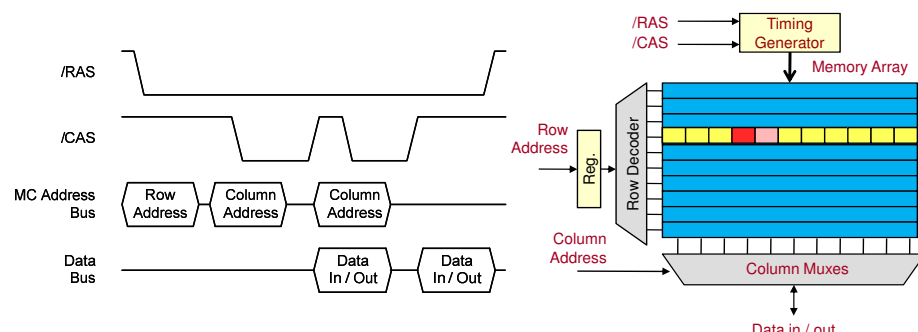 /RAS
/CAS
MC Address
Bus
Row
Address
Column
Address
Column
Address
Data
Bus
Data
In / Out
Data
In / Out
/RAS
/CAS
Timing
Generator
Memory Array
Row
Address
Reg.
Row Decoder
Column
Address
Column Muxes
Data in / out